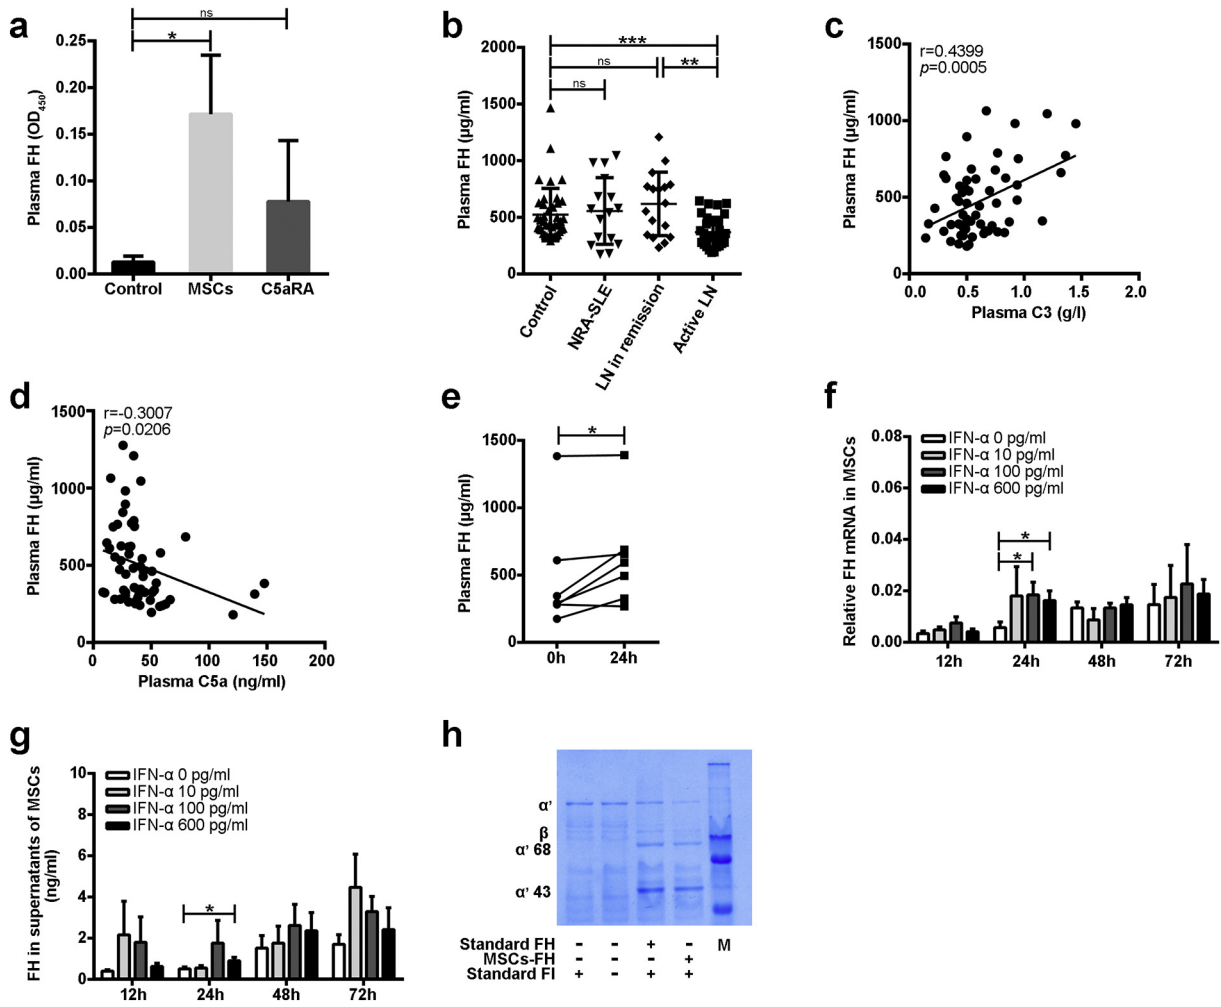 a
ns
*
0.25
0.20
0.15
0.10
0.05
0.00
Plasma FH (OD450)
Control MSCs C5aRA
b
***
ns **
ns
2000
1500
1000
500
0
Plasma FH (µg/ml)
Control
NRA-SLE
LN in remission
Active LN
c
r=0.4399
p=0.0005
1500
1000
500
0
Plasma FH (µg/ml)
0.0 0.5 1.0 1.5 2.0
Plasma C3 (g/l)
d
r=-0.3007
p=0.0206
1500
1000
500
0
Plasma FH (µg/ml)
0 50 100 150 200
Plasma C5a (ng/ml)
e
*
1500
1000
500
0
Plasma FH (µg/ml)
0h 24h
f
IFN-α 0 pg/ml
IFN-α 10 pg/ml
IFN-α 100 pg/ml
IFN-α 600 pg/ml
*
*
0.08
0.06
0.04
0.02
0.00
Relative FH mRNA in MSCs
12h 24h 48h 72h
g
IFN-α 0 pg/ml
IFN-α 10 pg/ml
IFN-α 100 pg/ml
IFN-α 600 pg/ml
*
10
8
6
4
2
0
FH in supernatants of MSCs
(ng/ml)
12h 24h 48h 72h
h
α'
β
α' 68
α' 43
Standard FH - - + - M
MSCs-FH - - - +
Standard FI + - + +